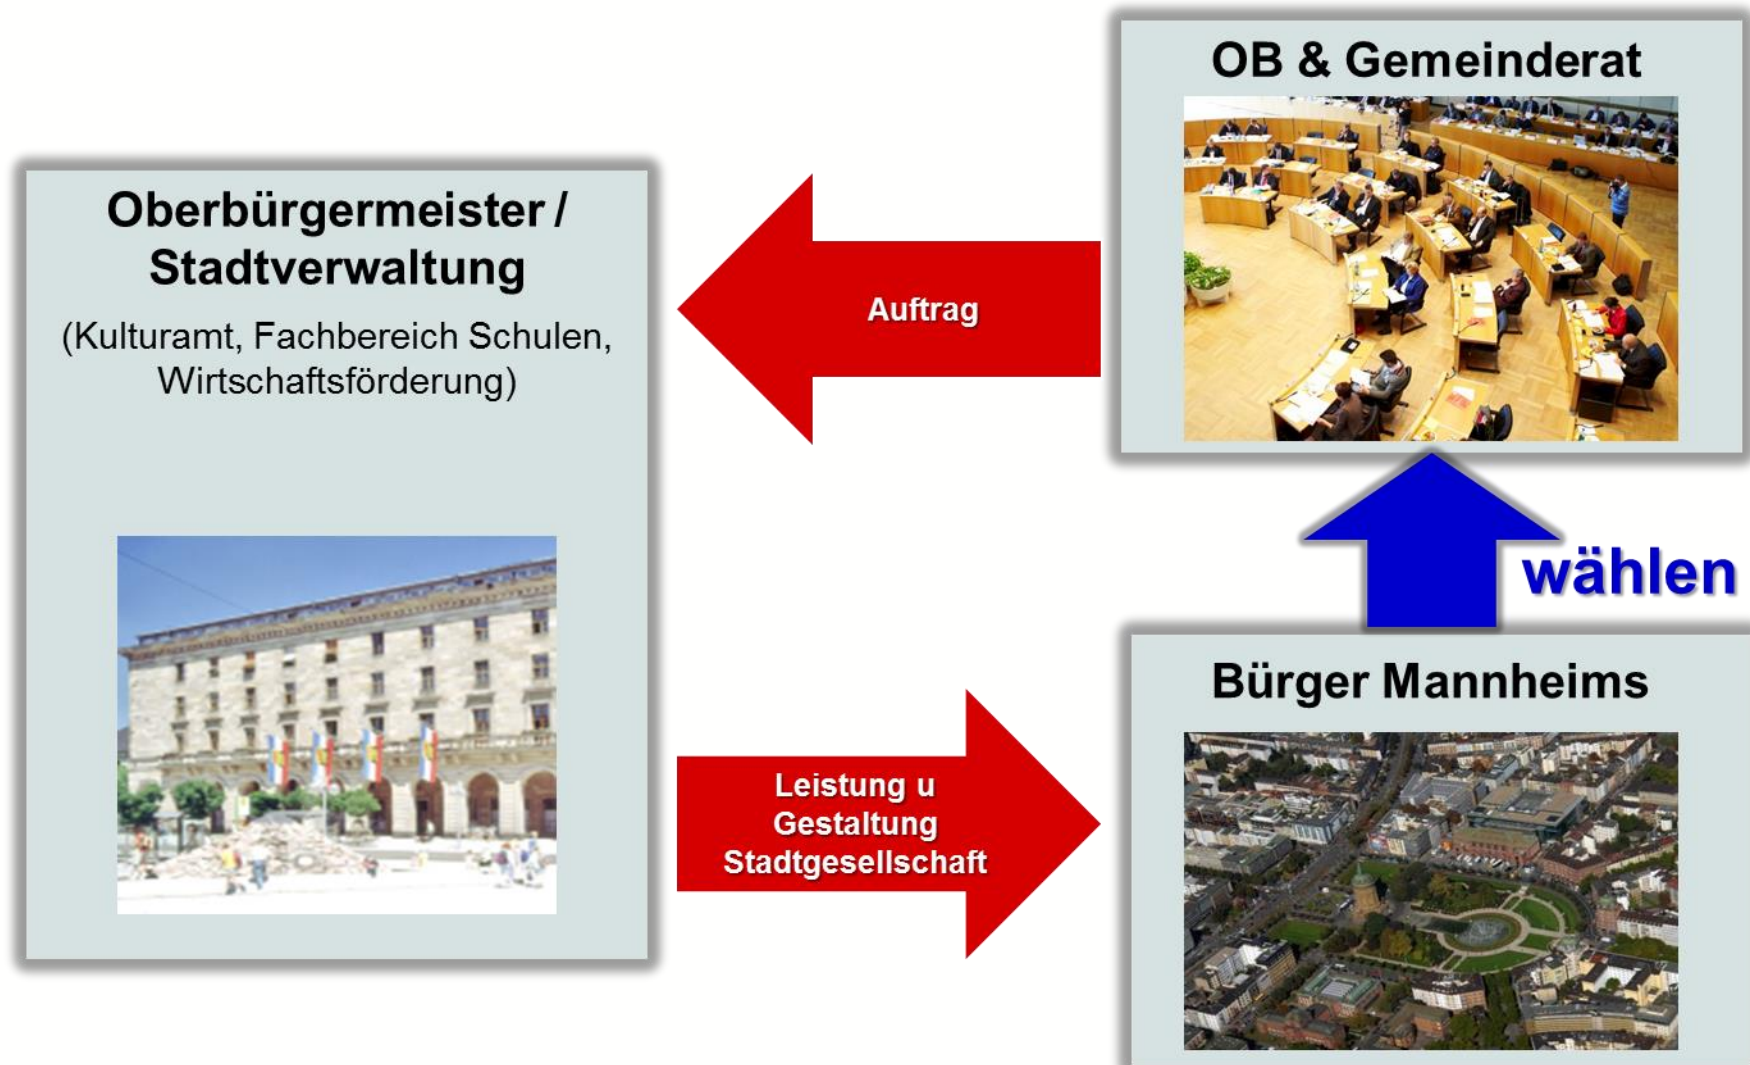 OB & Gemeinderat
Oberbürgermeister /
Stadtverwaltung
(Kulturamt, Fachbereich Schulen,
Wirtschaftsförderung)
Auftrag
wählen
Bürger Mannheims
Leistung u
Gestaltung
Stadtgesellschaft